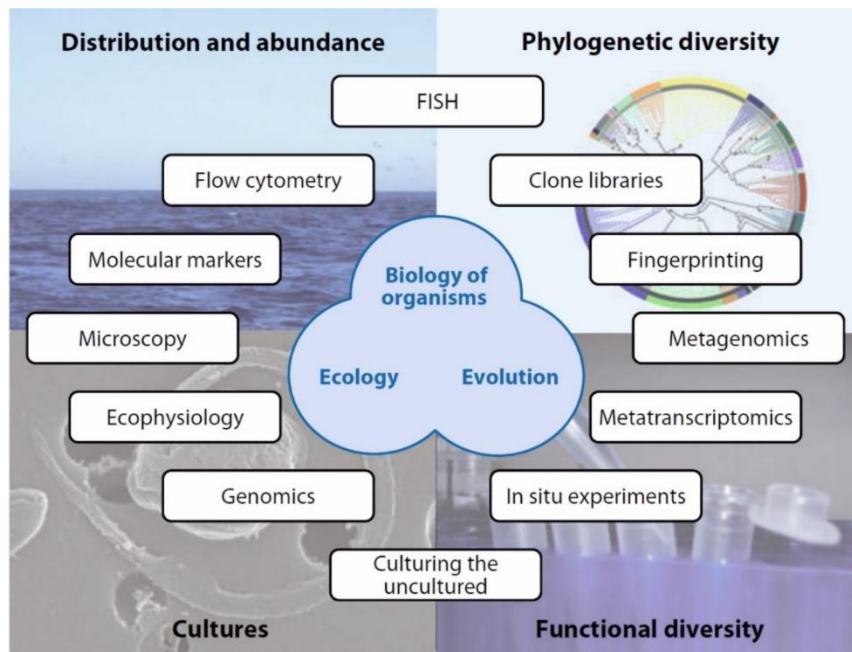 Distribution and abundance
Phylogenetic diversity
FISH
Flow cytometry
Clone libraries
Molecular markers
Fingerprinting
Biology of
organisms
Microscopy
Metagenomics
Ecology
Evolution
Ecophysiology
Metatranscriptomics
Genomics
In situ experiments
Culturing the
uncultured
Cultures
Functional diversity